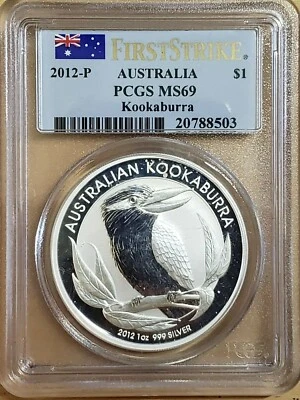 FIRSTSTRIKE®
2012-P AUSTRALIA $1
PCGS MS69
Kookaburra
20788503
AUSTRALIAN KOOKABURRA
2012 1oz 999 SILVER